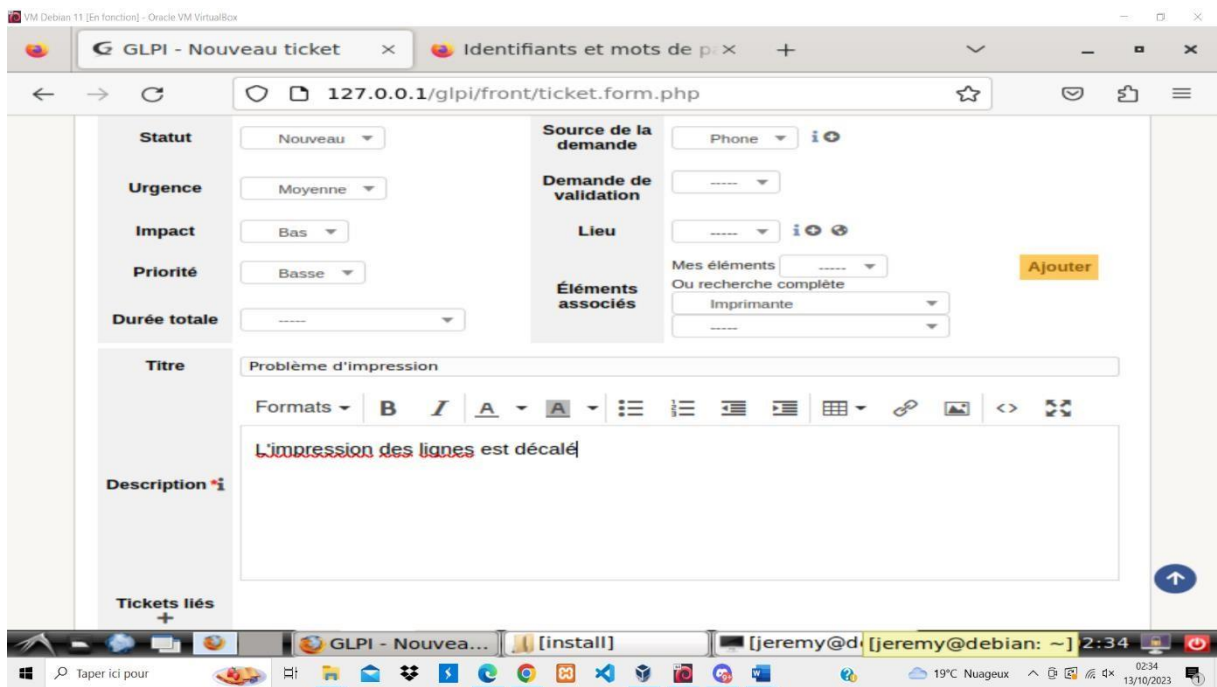 VM Debian 11 [En fonction] - Oracle VM VirtualBox
GLPI - Nouveau ticket
Identifiants et mots de p
127.0.0.1/glpi/front/ticket.form.php
Statut Nouveau Source de la demande Phone
Urgence Moyenne Demande de validation -----
Impact Bas Lieu -----
Priorité Basse Éléments associés Mes éléments ----- Ajouter
Ou recherche complète
Imprimante
Durée totale ----- -----
Titre Problème d'impression
Formats B I A A
L'impression des lignes est décalé
Description *i
Tickets liés
+
GLPI - Nouvea... [install] [jeremy@d [jeremy@debian: ~] 2:34
Taper ici pour 19°C Nuageux 02:34
13/10/2023